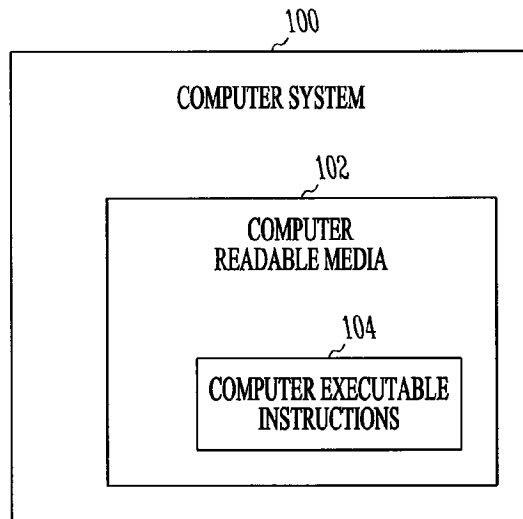 100
COMPUTER SYSTEM
102
COMPUTER
READABLE MEDIA
104
COMPUTER EXECUTABLE
INSTRUCTIONS